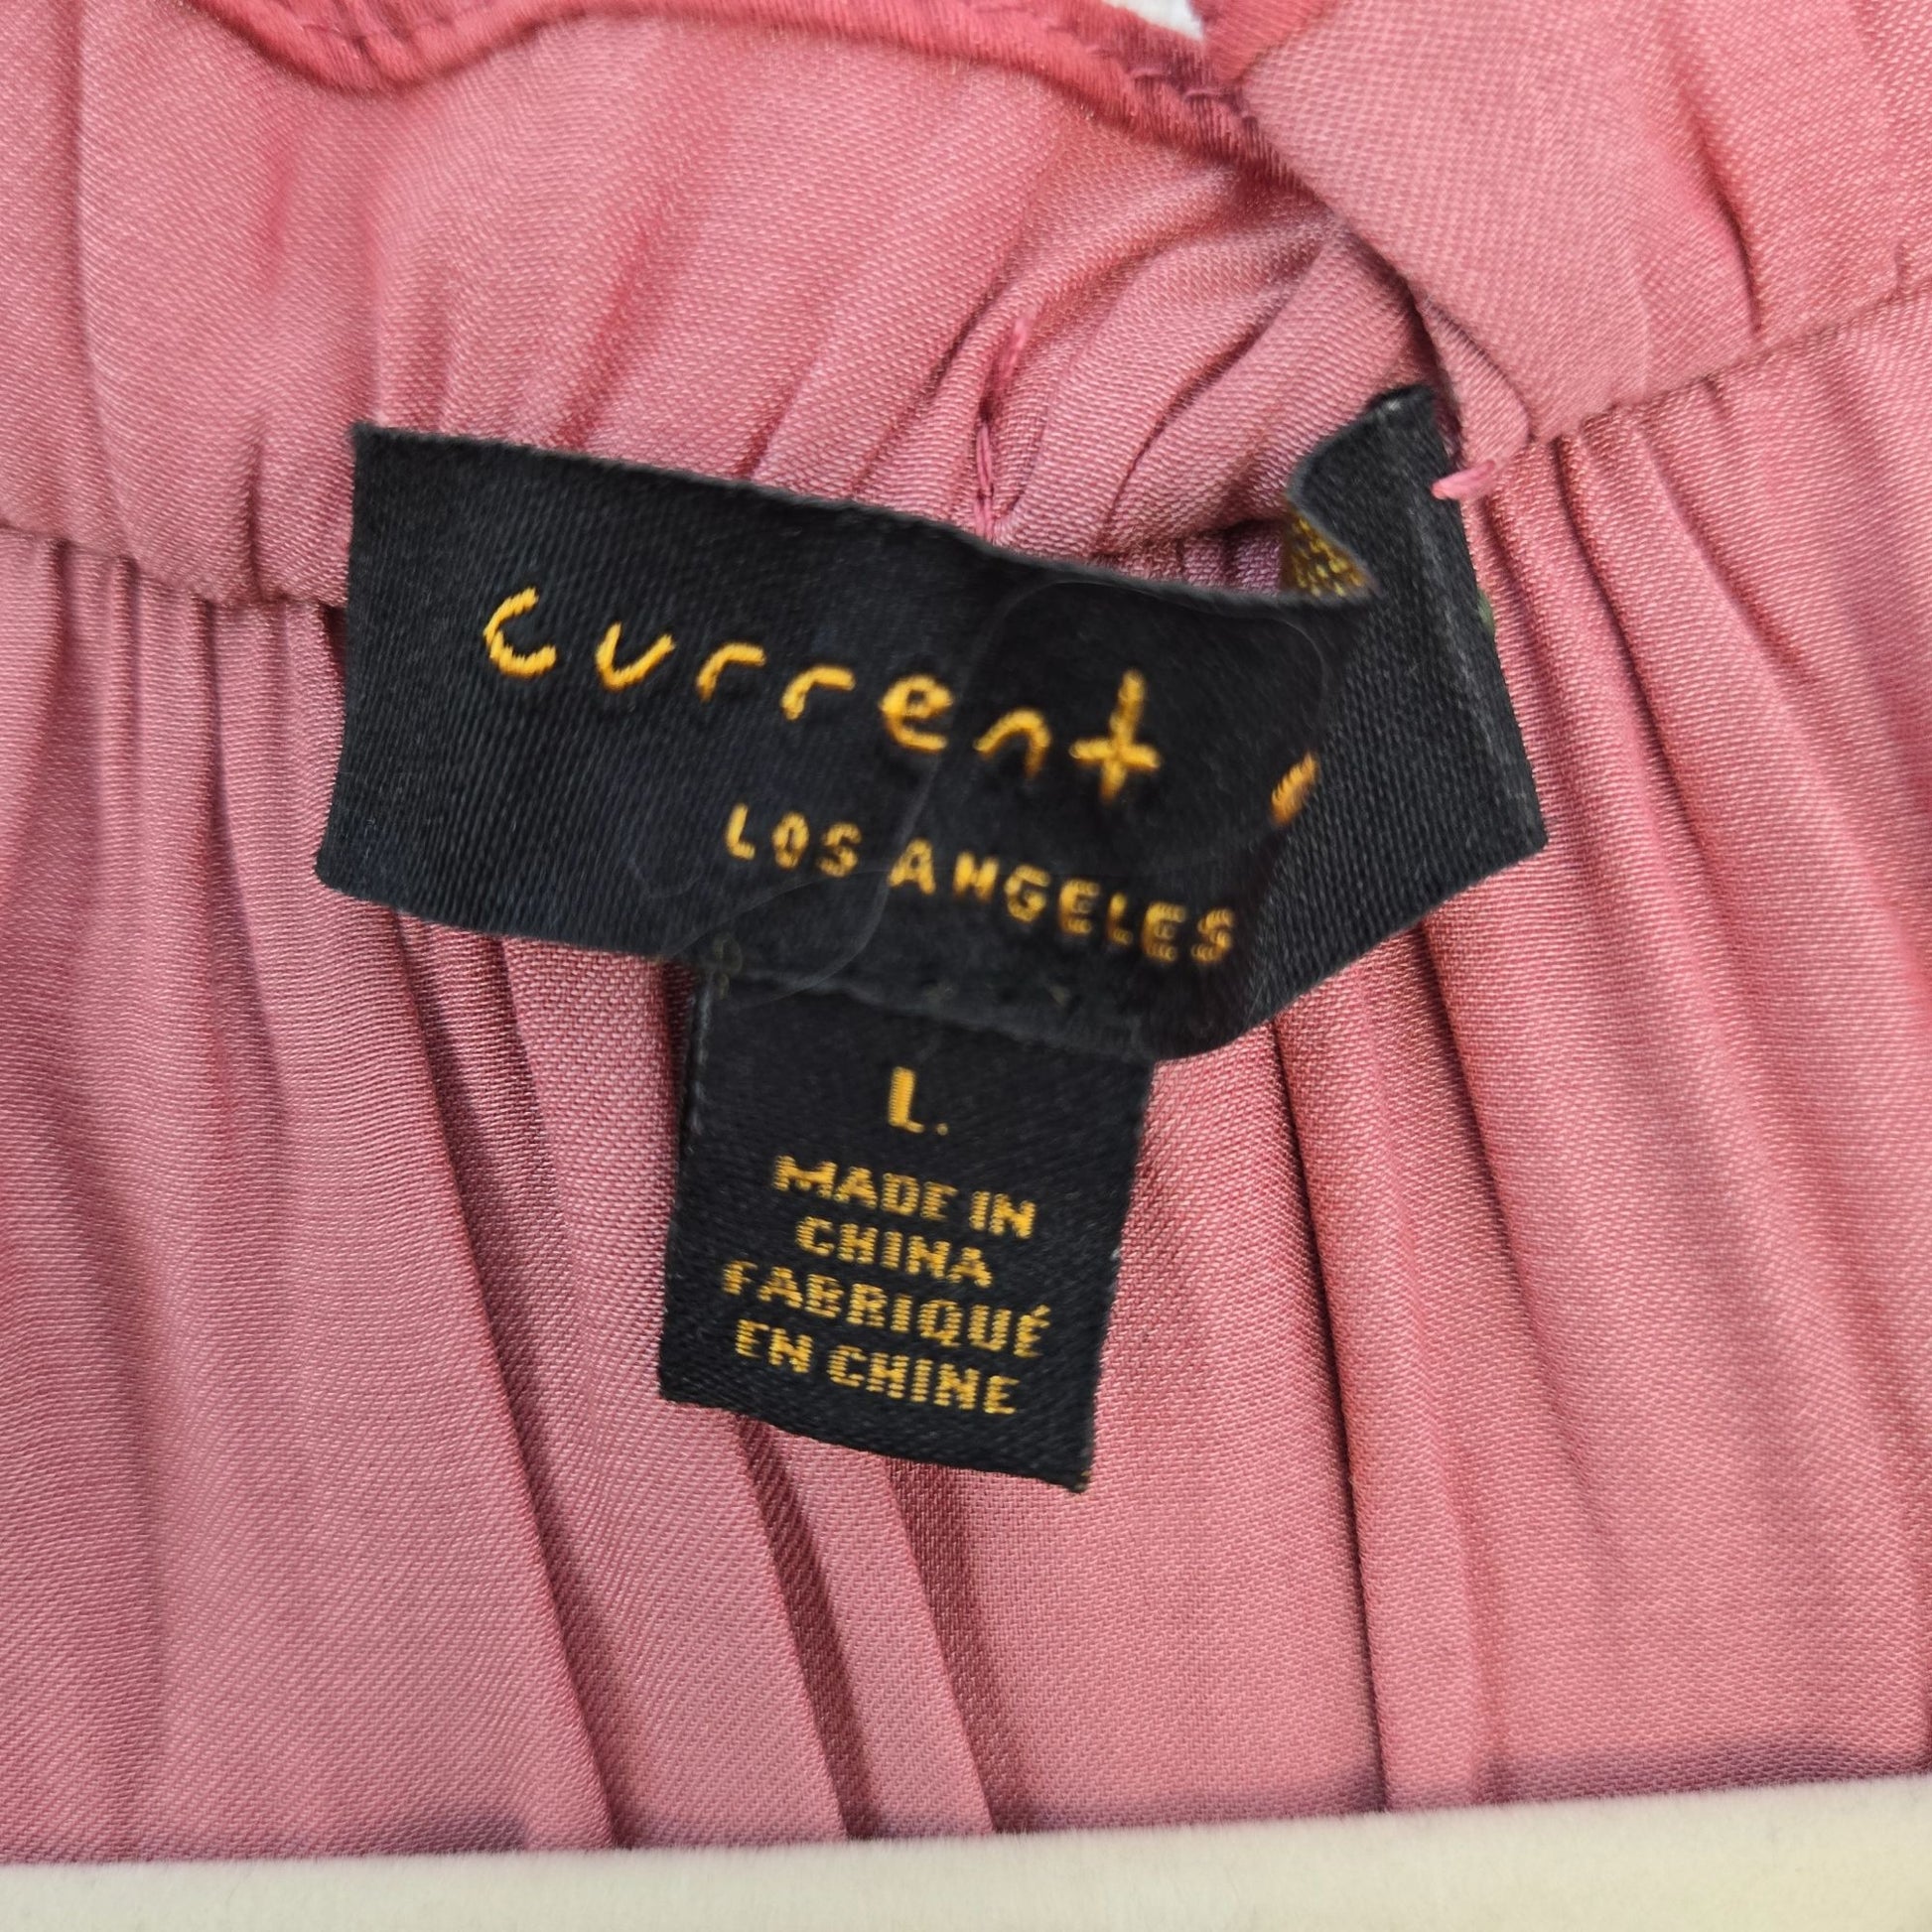 current
LOS ANGELES
L.
MADE IN
CHINA
FABRIQUÉ
EN CHINE